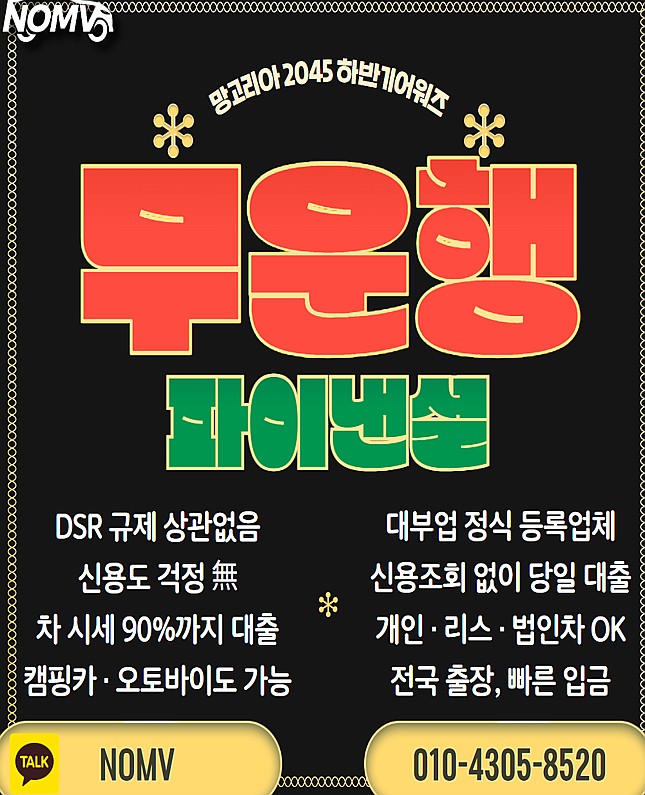 NOMV
망고리아 2045 하반기어워즈
무운행
파이낸셜
DSR 규제 상관없음
신용도 걱정 無
차 시세 90%까지 대출
캠핑카 · 오토바이도 가능
대부업 정식 등록업체
신용조회 없이 당일 대출
개인 · 리스 · 법인차 OK
전국 출장, 빠른 입금
TALK
NOMV
010-4305-8520